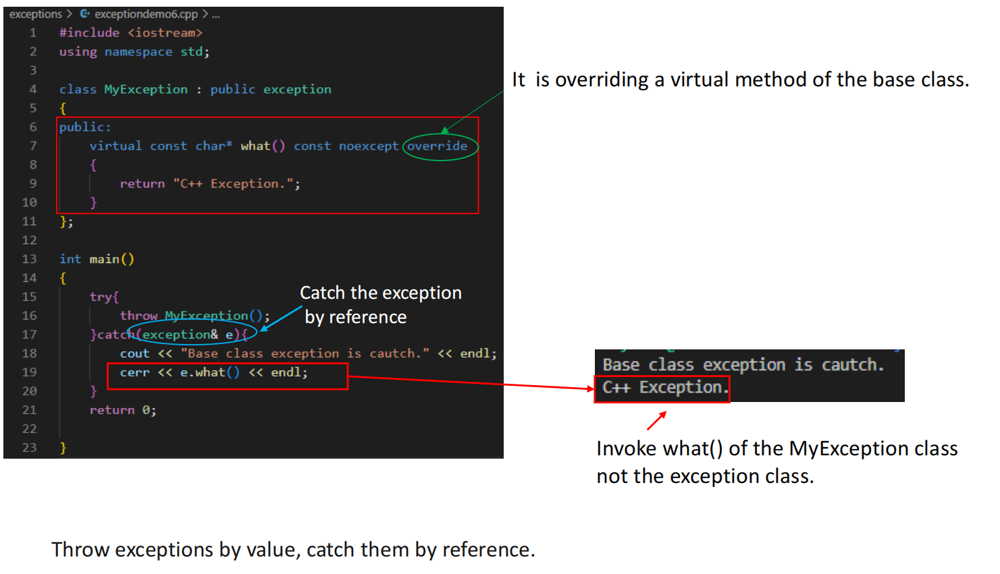 exceptions > exceptiondemo6.cpp > ...
1 #include <iostream>
2 using namespace std;
3
4 class MyException : public exception
5 {
6 public:
7     virtual const char* what() const noexcept override
8     {
9         return "C++ Exception.";
10     }
11 };
12
13 int main()
14 {
15     try{
16         throw MyException();
17     }catch(exception& e){
18         cout << "Base class exception is cautch." << endl;
19         cerr << e.what() << endl;
20     }
21     return 0;
22
23 }
It is overriding a virtual method of the base class.
Catch the exception
by reference
Base class exception is cautch.
C++ Exception.
Invoke what() of the MyException class
not the exception class.
Throw exceptions by value, catch them by reference.